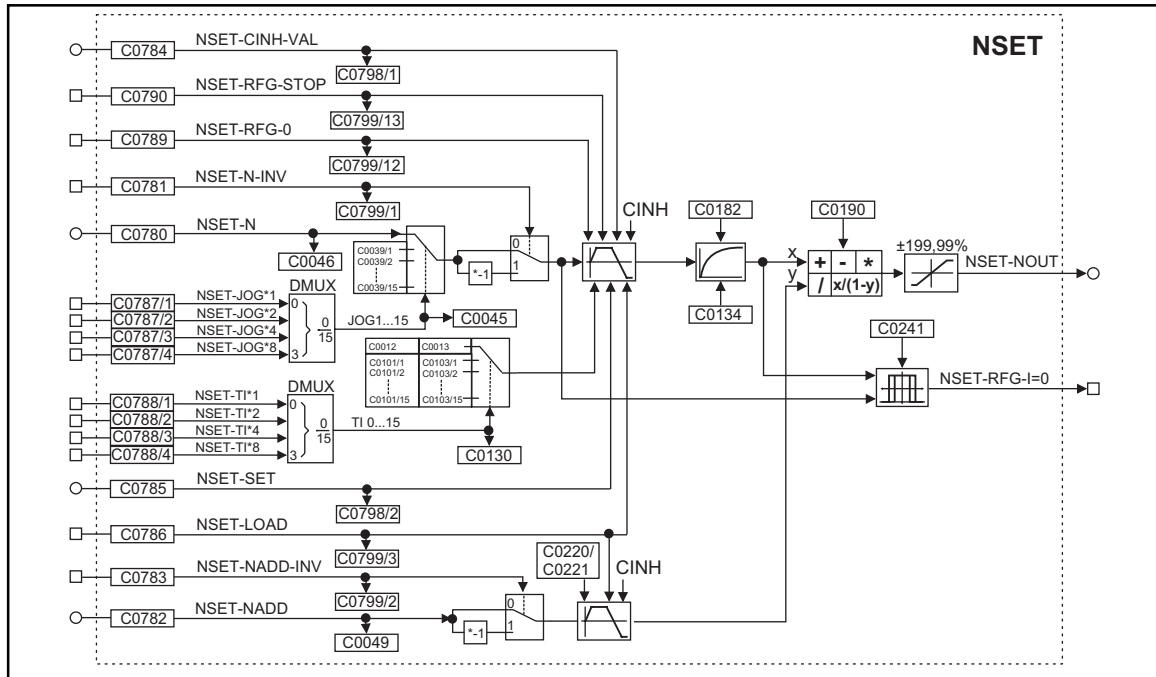 NSET
C0784 NSET-CINH-VAL
C0798/1
C0790 NSET-RFG-STOP
C0799/13
C0789 NSET-RFG-0
C0799/12
C0781 NSET-N-INV
C0799/1
CINH
C0182
C0190
C0780 NSET-N
C0046
C0039/1
C0039/2
C0039/15
*-1
0
1
C0134
x
y
+ - *
/ x/(1-y)
±199,99%
NSET-NOUT
C0787/1 NSET-JOG*1
C0787/2 NSET-JOG*2
C0787/3 NSET-JOG*4
C0787/4 NSET-JOG*8
DMUX
0
3
0
15
JOG1...15
C0045
C0241
NSET-RFG-I=0
C0012 C0013
C0101/1 C0103/1
C0101/2 C0103/2
C0101/15 C0103/15
C0788/1 NSET-TI*1
C0788/2 NSET-TI*2
C0788/3 NSET-TI*4
C0788/4 NSET-TI*8
DMUX
0
3
0
15
TI 0...15
C0130
C0785 NSET-SET
C0798/2
C0786 NSET-LOAD
C0799/3
C0220/
C0221
CINH
C0783 NSET-NADD-INV
C0799/2
C0782 NSET-NADD
C0049
*-1
0
1